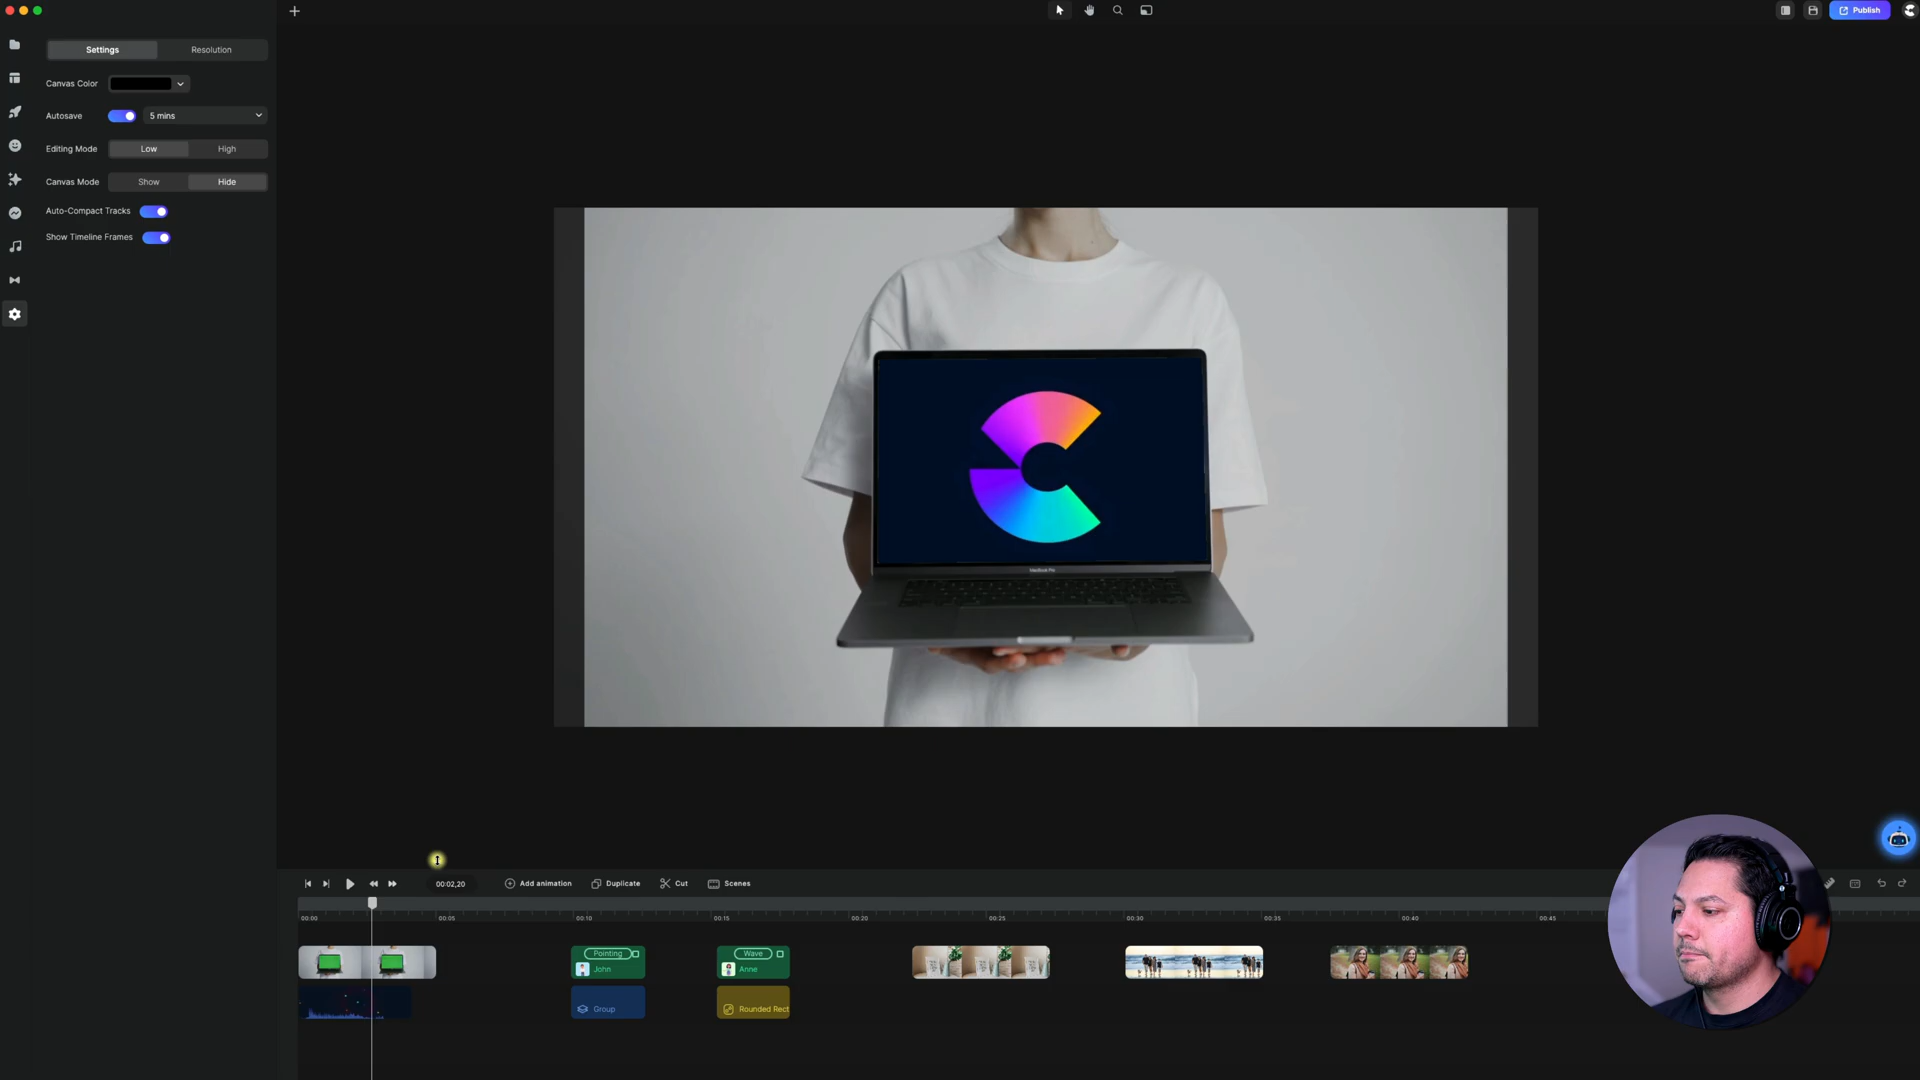 Publish
Settings
Resolution
Canvas Color
Autosave
5 mins
Editing Mode
Low
High
Canvas Mode
Show
Hide
Auto-Compact Tracks
Show Timeline Frames
MacBook Pro
00:02,20
Add animation
Duplicate
Cut
Scenes
00:00
00:05
00:10
00:15
00:20
00:25
00:30
00:35
00:40
00:45
Pointing
John
Wave
Anne
Group
Rounded Rect